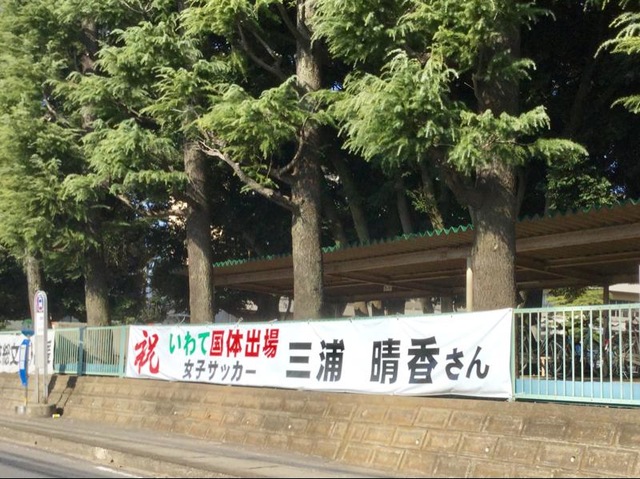 祝 いわて国体出場
女子サッカー 三浦 晴香さん